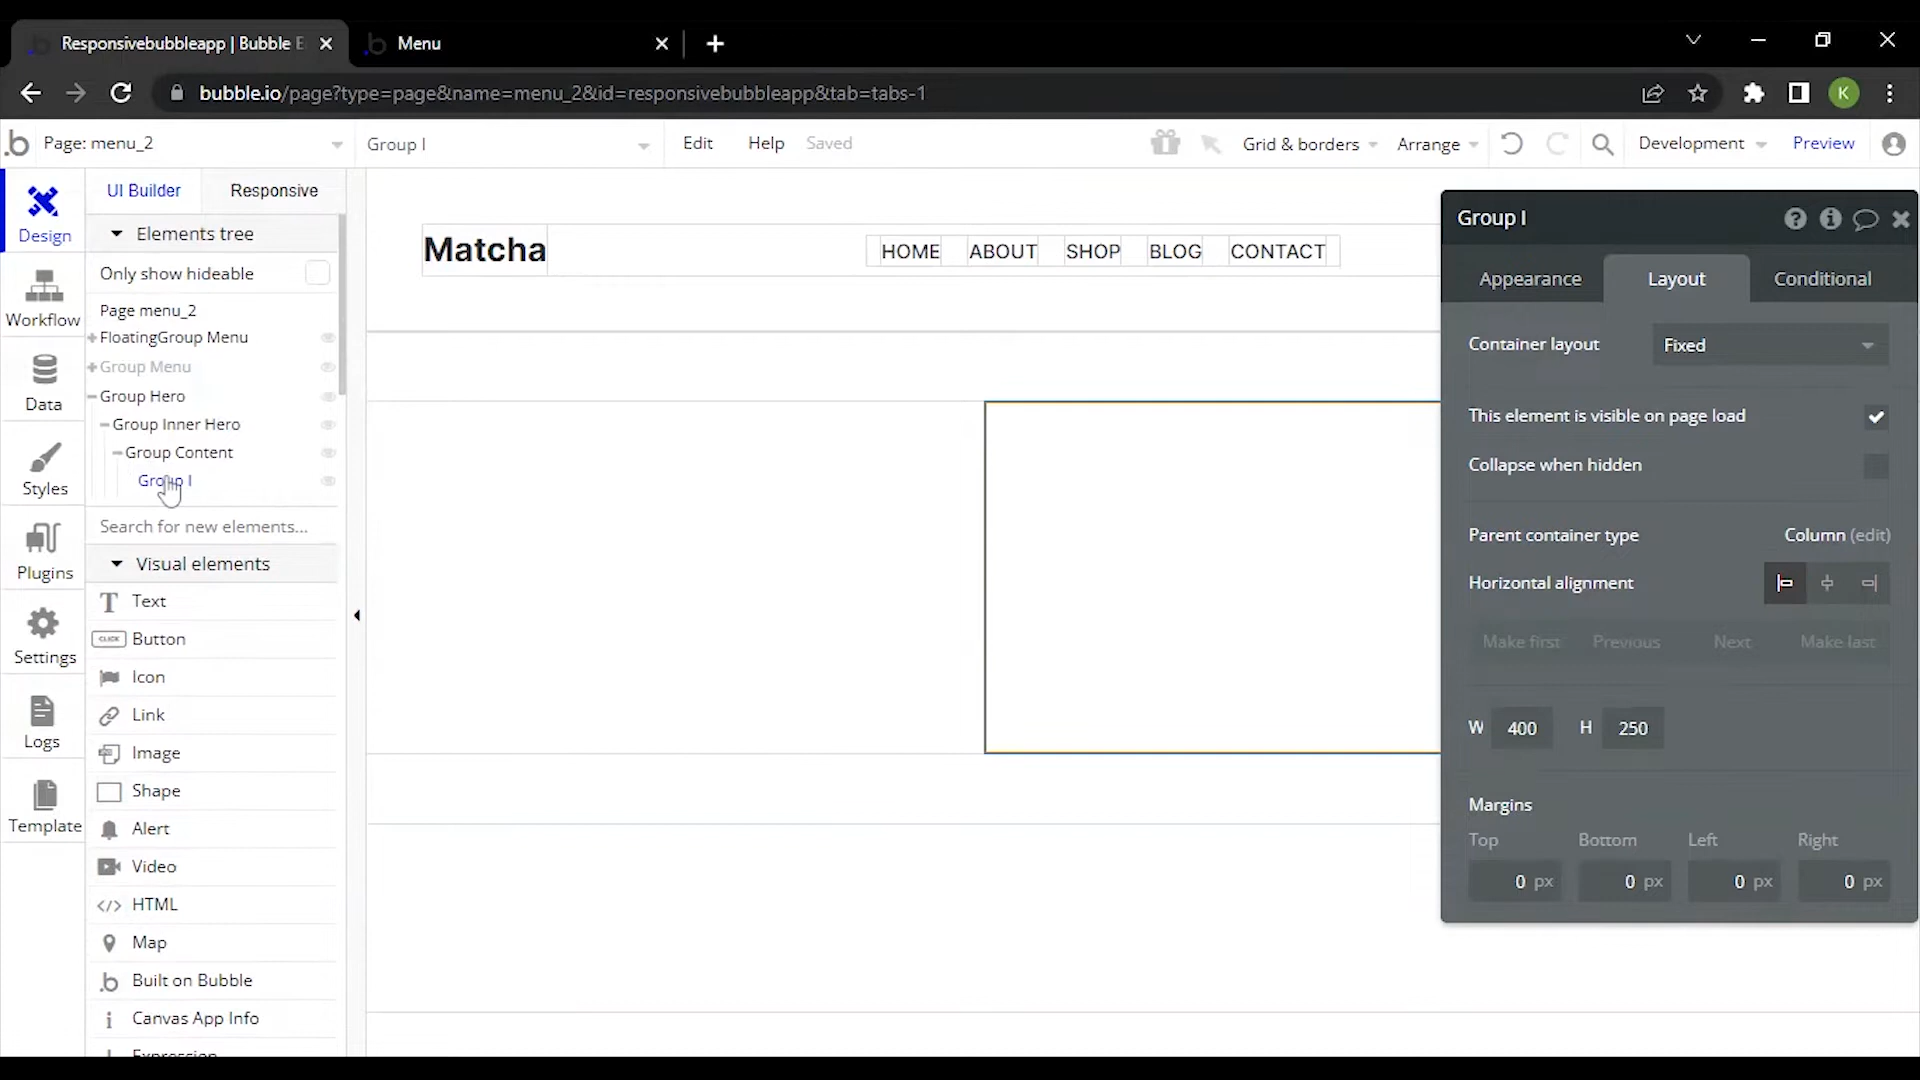 Responsivebubbleapp | Bubble E
Menu
bubble.io/page?type=page&name=menu_2&id=responsivebubbleapp&tab=tabs-1
K
Page: menu_2
Group I
Edit
Help
Saved
Grid & borders
Arrange
Development
Preview
Design
Workflow
Data
Styles
Plugins
Settings
Logs
Template
UI Builder
Responsive
Elements tree
Only show hideable
Page menu_2
FloatingGroup Menu
Group Menu
Group Hero
Group Inner Hero
Group Content
Group I
Search for new elements...
Visual elements
Text
CLICK Button
Icon
Link
Image
Shape
Alert
Video
HTML
Map
Built on Bubble
Canvas App Info
Expression
Matcha
HOME ABOUT SHOP BLOG CONTACT
Group I
Appearance
Layout
Conditional
Container layout Fixed
This element is visible on page load
Collapse when hidden
Parent container type Column (edit)
Horizontal alignment
Make first Previous Next Make last
W 400 H 250
Margins
Top Bottom Left Right
0 px 0 px 0 px 0 px